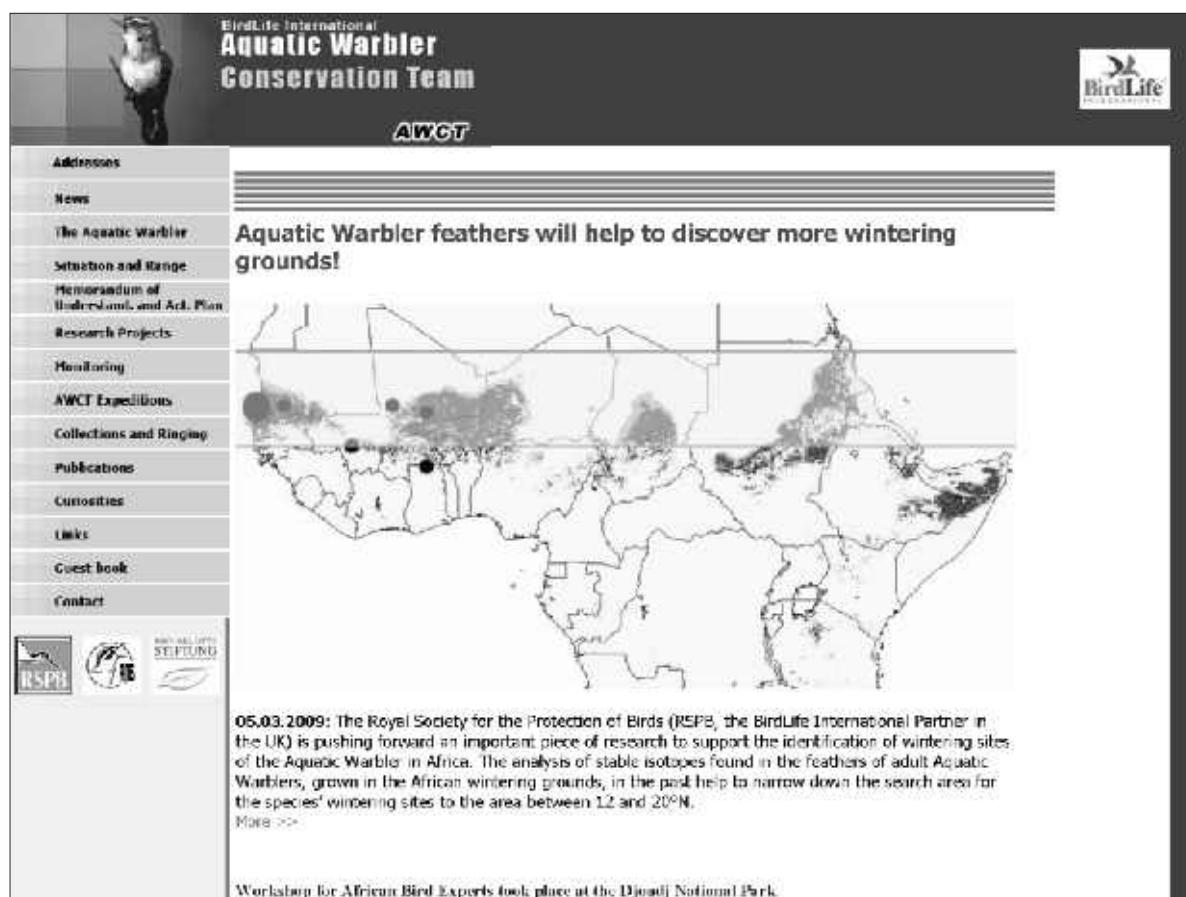 BirdLife International
Aquatic Warbler
Conservation Team
AWCT
BirdLife
INTERNATIONAL
Addresses
News
The Aquatic Warbler
Situation and Range
Memorandum of
Understand. and Act. Plan
Research Projects
Monitoring
AWCT Expeditions
Collections and Ringing
Publications
Curiosities
Links
Guest book
Contact
RSPB
STIFTUNG
Aquatic Warbler feathers will help to discover more wintering
grounds!
05.03.2009: The Royal Society for the Protection of Birds (RSPB, the BirdLife International Partner in
the UK) is pushing forward an important piece of research to support the identification of wintering sites
of the Aquatic Warbler in Africa. The analysis of stable isotopes found in the feathers of adult Aquatic
Warblers, grown in the African wintering grounds, in the past help to narrow down the search area for
the species' wintering sites to the area between 12 and 20°N.
More >>
Workshop for African Bird Experts took place at the Djoudj National Park